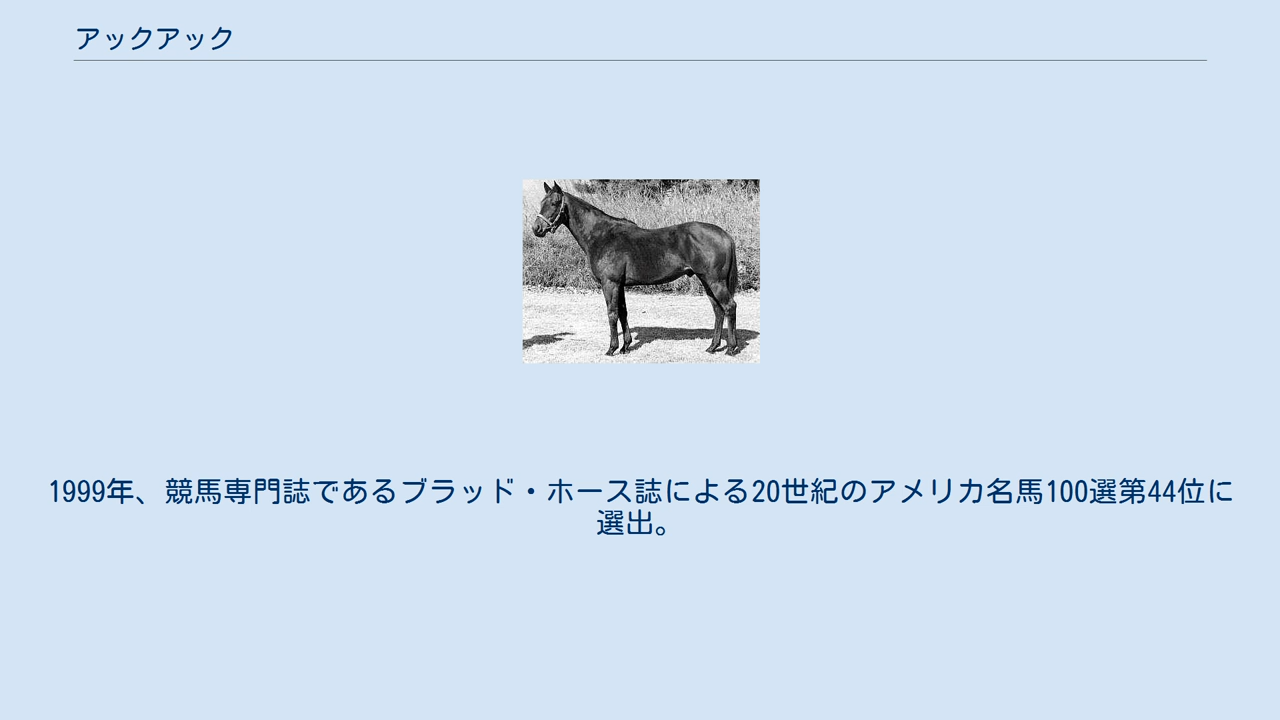 アックアック
1999年、競馬専門誌であるブラッド・ホース誌による20世紀のアメリカ名馬100選第44位に
選出。